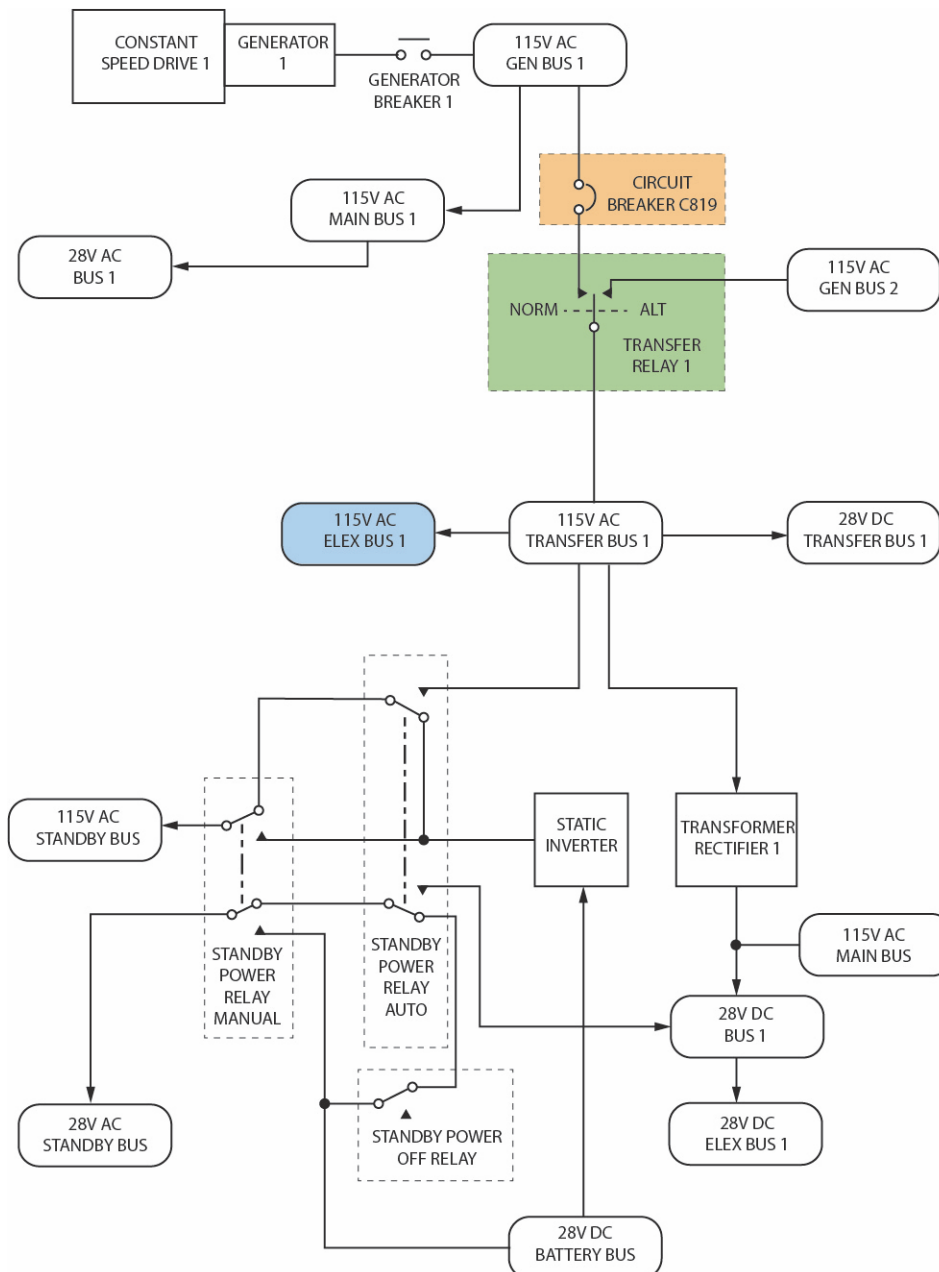 CONSTANT
SPEED DRIVE 1
GENERATOR
1
GENERATOR
BREAKER 1
115V AC
GEN BUS 1
CIRCUIT
BREAKER C819
115V AC
MAIN BUS 1
28V AC
BUS 1
115V AC
GEN BUS 2
NORM
ALT
TRANSFER
RELAY 1
115V AC
ELEX BUS 1
115V AC
TRANSFER BUS 1
28V DC
TRANSFER BUS 1
115V AC
STANDBY BUS
STATIC
INVERTER
TRANSFORMER
RECTIFIER 1
STANDBY
POWER
RELAY
MANUAL
STANDBY
POWER
RELAY
AUTO
115V AC
MAIN BUS
28V DC
BUS 1
28V AC
STANDBY BUS
STANDBY POWER
OFF RELAY
28V DC
ELEX BUS 1
28V DC
BATTERY BUS